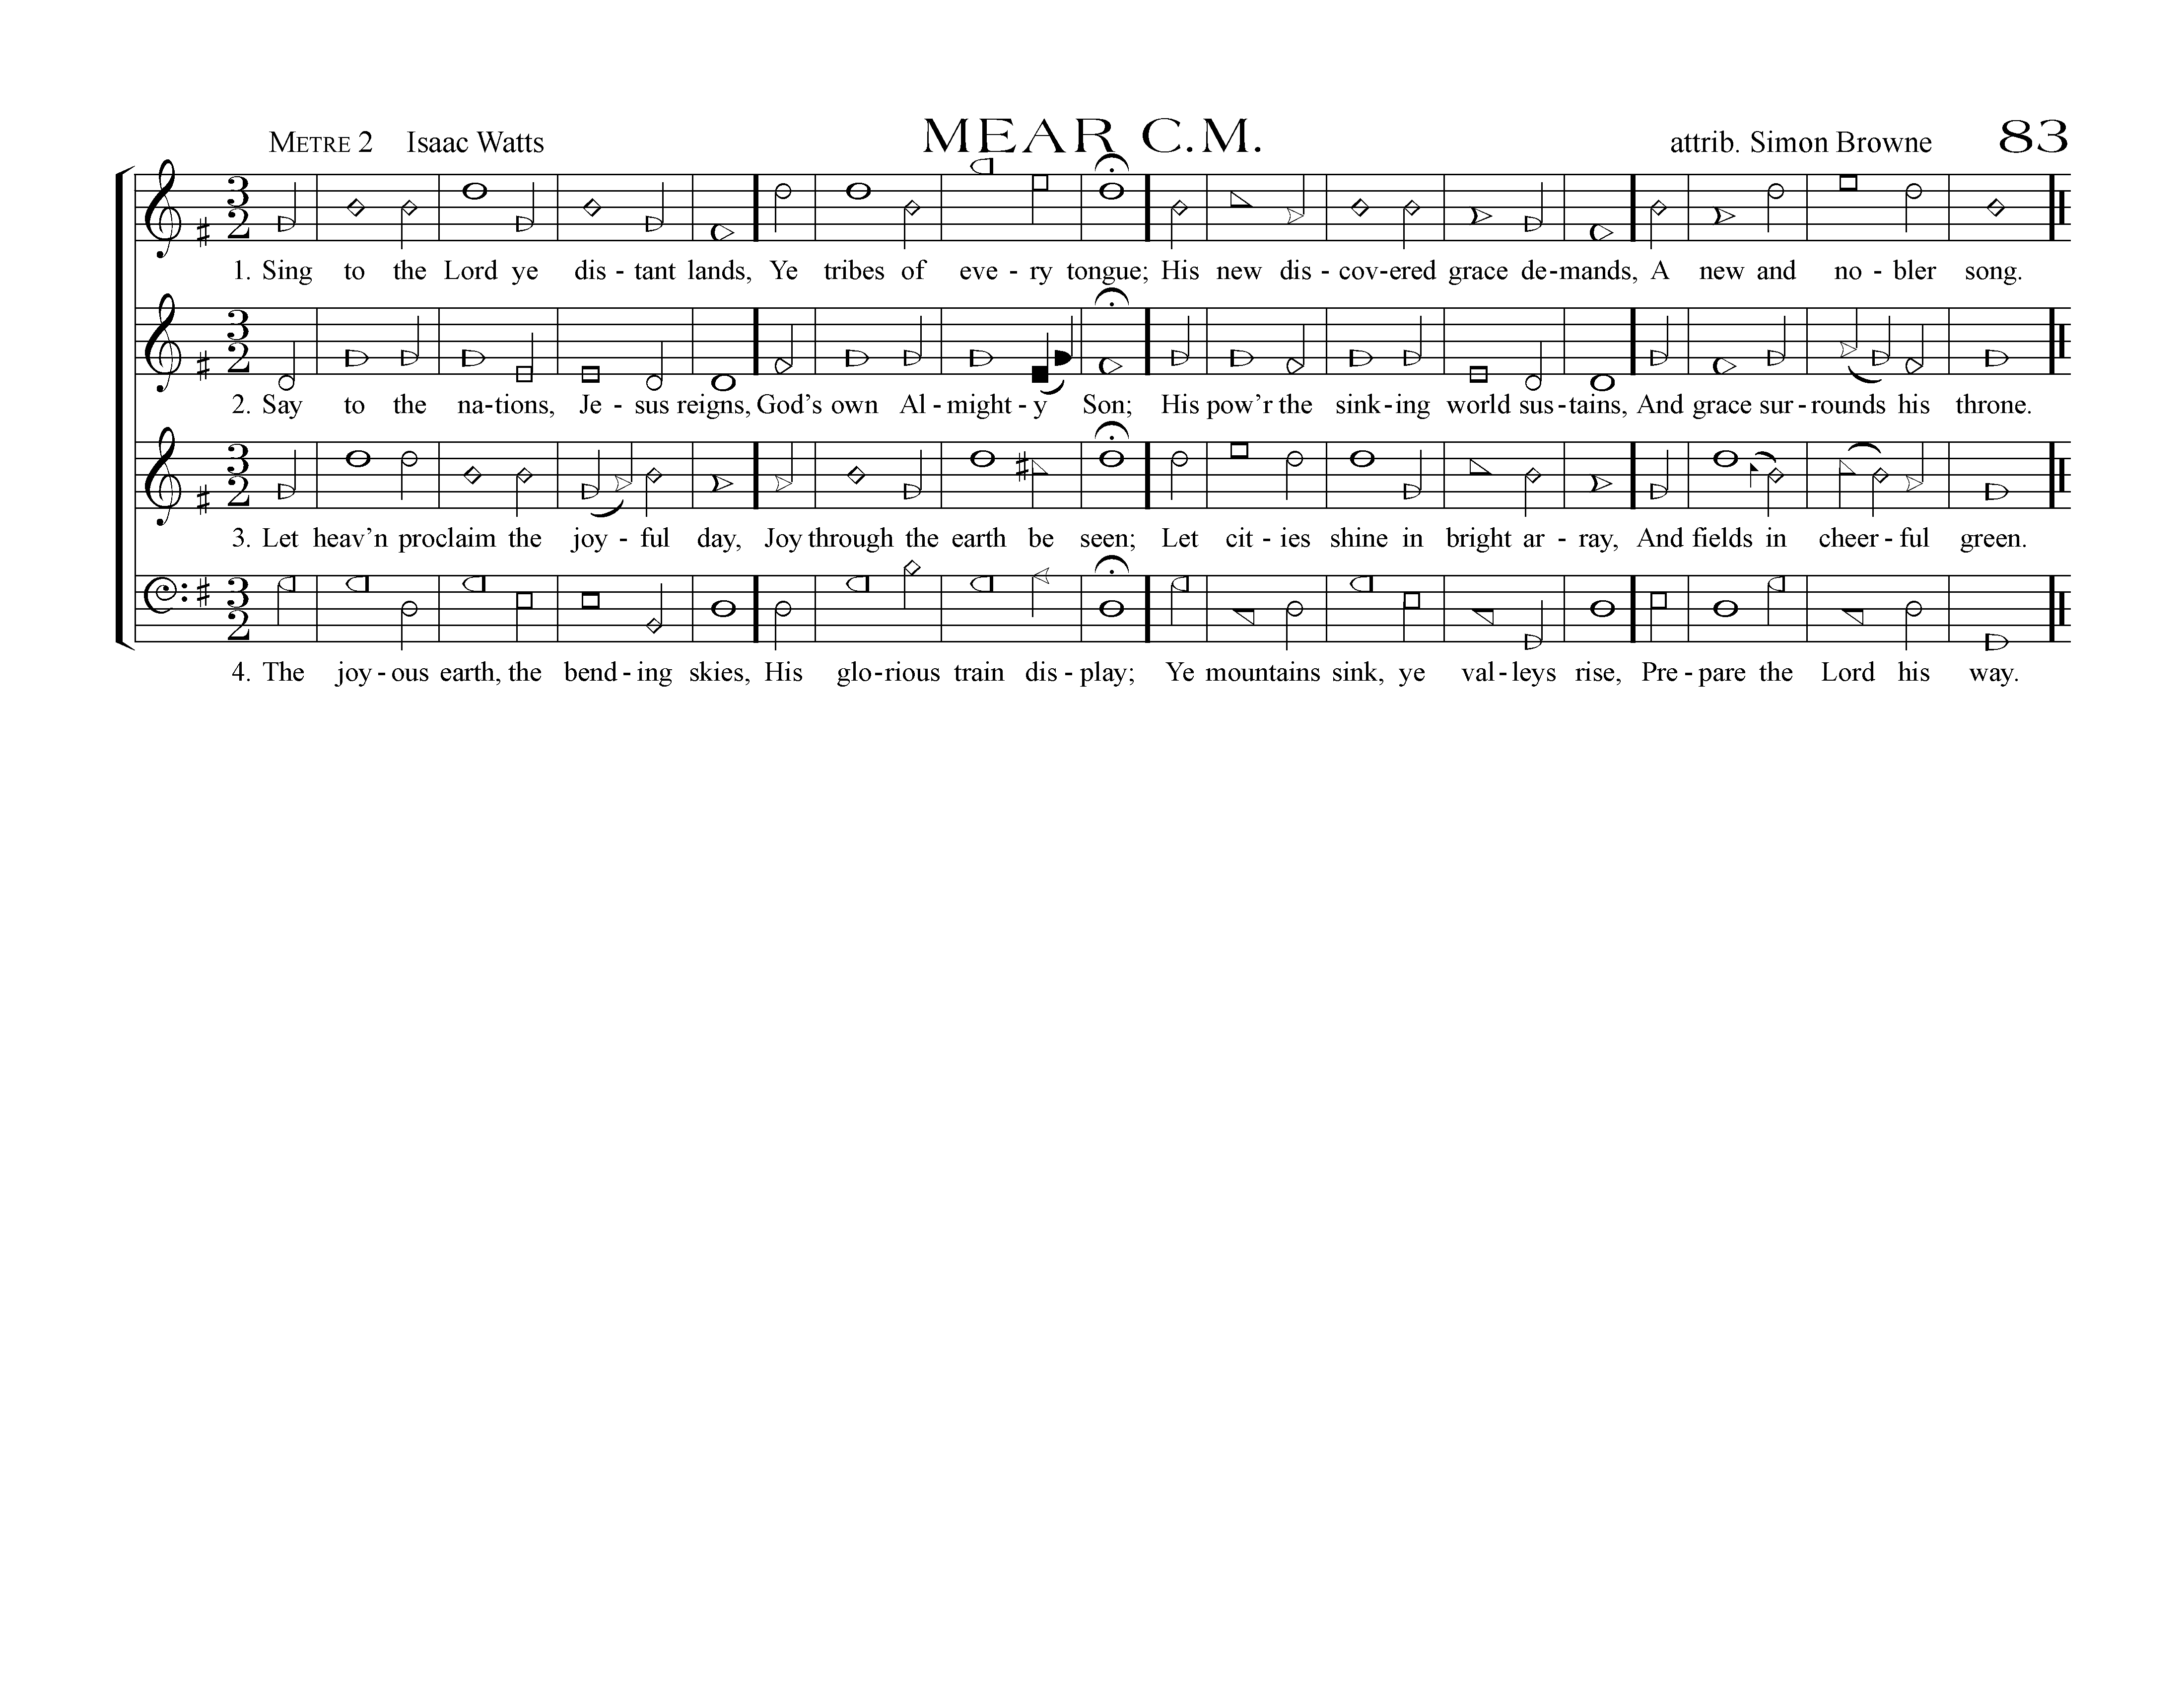 METRE 2 Isaac Watts MEAR C.M. attrib. Simon Browne 83
1. Sing to the Lord ye dis - tant lands, Ye tribes of eve - ry tongue; His new dis - cov-ered grace de-mands, A new and no - bler song.
2. Say to the na-tions, Je - sus reigns, God’s own Al - might - y Son; His pow’r the sink-ing world sus-tains, And grace sur - rounds his throne.
3. Let heav’n proclaim the joy - ful day, Joy through the earth be seen; Let cit - ies shine in bright ar - ray, And fields in cheer - ful green.
4. The joy - ous earth, the bend - ing skies, His glo-rious train dis - play; Ye mountains sink, ye val-leys rise, Pre - pare the Lord his way.